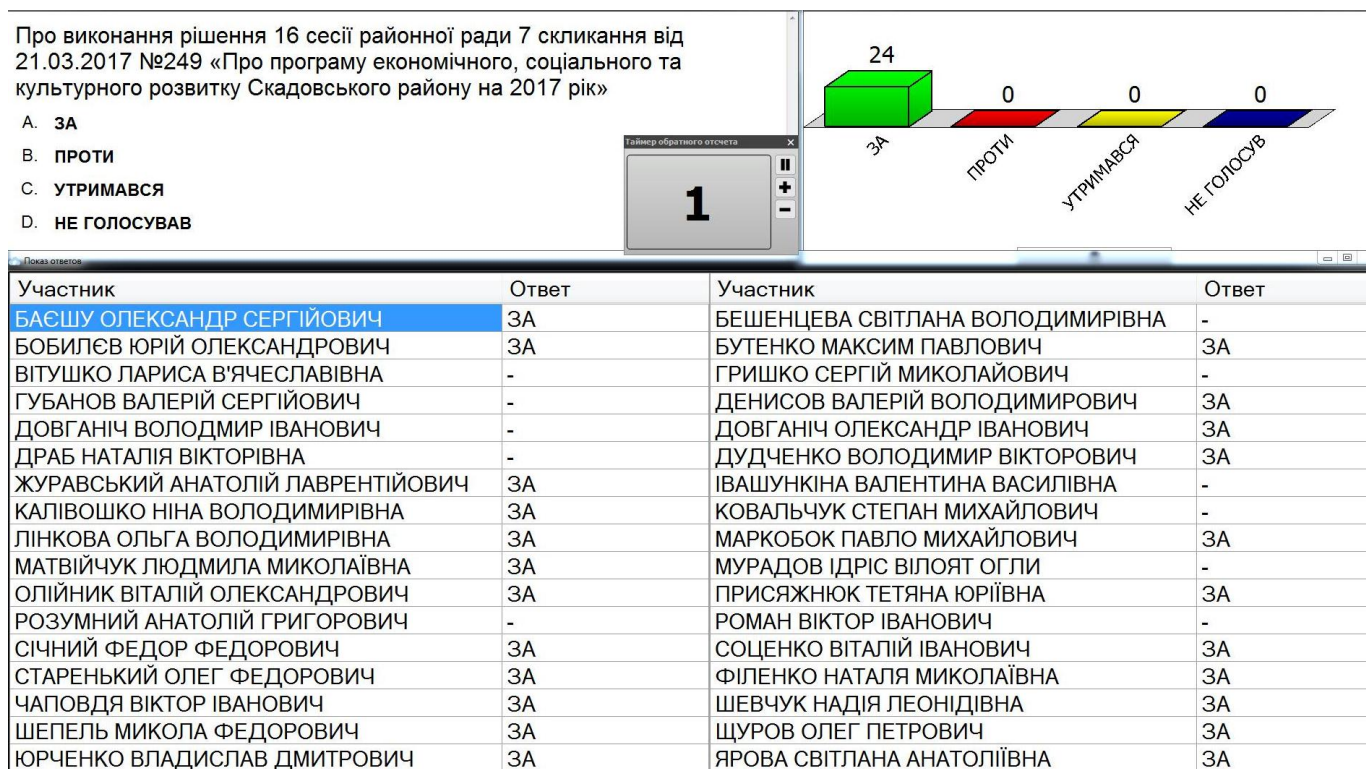 Про виконання рішення 16 сесії районної ради 7 скликання від
21.03.2017 №249 «Про програму економічного, соціального та
культурного розвитку Скадовського району на 2017 рік»
A. ЗА
B. ПРОТИ
C. УТРИМАВСЯ
D. НЕ ГОЛОСУВАВ
Таймер обратного отсчета
1
24 0 0 0
ЗА ПРОТИ УТРИМАВСЯ НЕ ГОЛОСУВ
Показ ответов
Участник Ответ Участник Ответ
БАЄШУ ОЛЕКСАНДР СЕРГІЙОВИЧ ЗА БЕШЕНЦЕВА СВІТЛАНА ВОЛОДИМИРІВНА -
БОБИЛЄВ ЮРІЙ ОЛЕКСАНДРОВИЧ ЗА БУТЕНКО МАКСИМ ПАВЛОВИЧ ЗА
ВІТУШКО ЛАРИСА В'ЯЧЕСЛАВІВНА - ГРИШКО СЕРГІЙ МИКОЛАЙОВИЧ -
ГУБАНОВ ВАЛЕРІЙ СЕРГІЙОВИЧ - ДЕНИСОВ ВАЛЕРІЙ ВОЛОДИМИРОВИЧ ЗА
ДОВГАНІЧ ВОЛОДМИР ІВАНОВИЧ - ДОВГАНІЧ ОЛЕКСАНДР ІВАНОВИЧ ЗА
ДРАБ НАТАЛІЯ ВІКТОРІВНА - ДУДЧЕНКО ВОЛОДИМИР ВІКТОРОВИЧ ЗА
ЖУРАВСЬКИЙ АНАТОЛІЙ ЛАВРЕНТІЙОВИЧ ЗА ІВАШУНКІНА ВАЛЕНТИНА ВАСИЛІВНА -
КАЛІВОШКО НІНА ВОЛОДИМИРІВНА ЗА КОВАЛЬЧУК СТЕПАН МИХАЙЛОВИЧ -
ЛІНКОВА ОЛЬГА ВОЛОДИМИРІВНА ЗА МАРКОБОК ПАВЛО МИХАЙЛОВИЧ ЗА
МАТВІЙЧУК ЛЮДМИЛА МИКОЛАЇВНА ЗА МУРАДОВ ІДРІС ВІЛОЯТ ОГЛИ -
ОЛІЙНИК ВІТАЛІЙ ОЛЕКСАНДРОВИЧ ЗА ПРИСЯЖНЮК ТЕТЯНА ЮРІЇВНА ЗА
РОЗУМНИЙ АНАТОЛІЙ ГРИГОРОВИЧ - РОМАН ВІКТОР ІВАНОВИЧ -
СІЧНИЙ ФЕДОР ФЕДОРОВИЧ ЗА СОЦЕНКО ВІТАЛІЙ ІВАНОВИЧ ЗА
СТАРЕНЬКИЙ ОЛЕГ ФЕДОРОВИЧ ЗА ФІЛЕНКО НАТАЛЯ МИКОЛАЇВНА ЗА
ЧАПОВДЯ ВІКТОР ІВАНОВИЧ ЗА ШЕВЧУК НАДІЯ ЛЕОНІДІВНА ЗА
ШЕПЕЛЬ МИКОЛА ФЕДОРОВИЧ ЗА ЩУРОВ ОЛЕГ ПЕТРОВИЧ ЗА
ЮРЧЕНКО ВЛАДИСЛАВ ДМИТРОВИЧ ЗА ЯРОВА СВІТЛАНА АНАТОЛІЇВНА ЗА